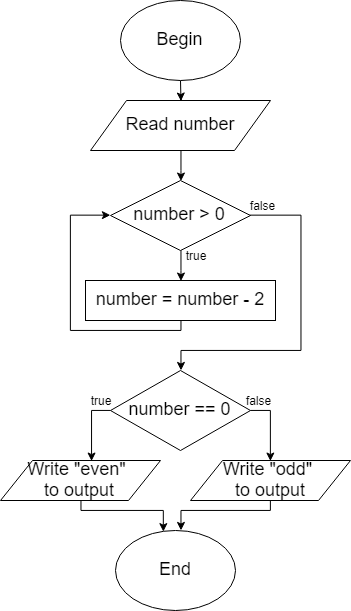 Begin
Read number
number > 0
false
true
number = number - 2
number == 0
true
false
Write "even"
to output
Write "odd"
to output
End